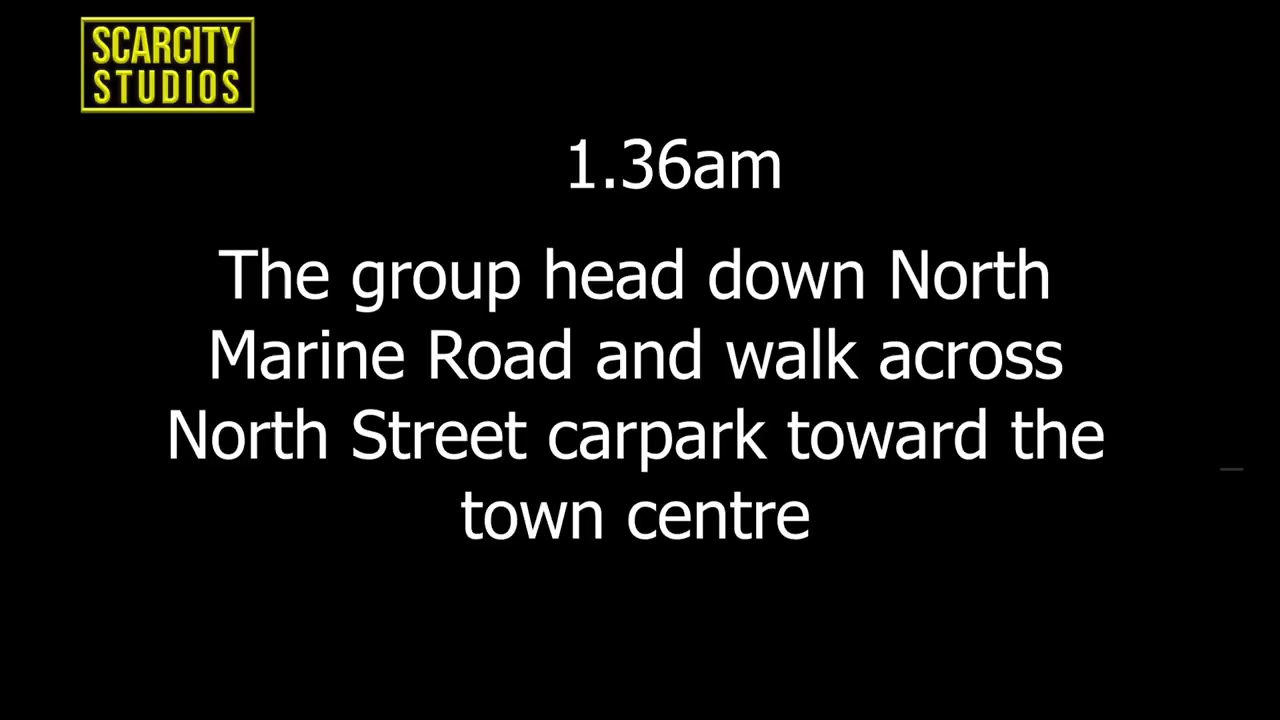 SCARCITY
STUDIOS
1.36am
The group head down North
Marine Road and walk across
North Street carpark toward the
town centre